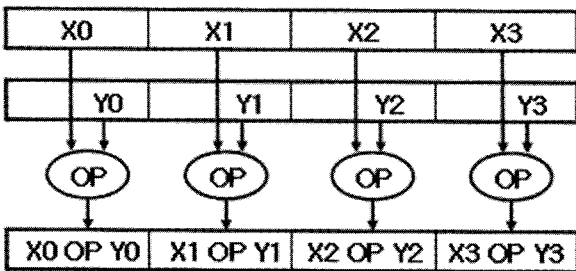 X0 X1 X2 X3
Y0 Y1 Y2 Y3
OP OP OP OP
X0 OP Y0 X1 OP Y1 X2 OP Y2 X3 OP Y3